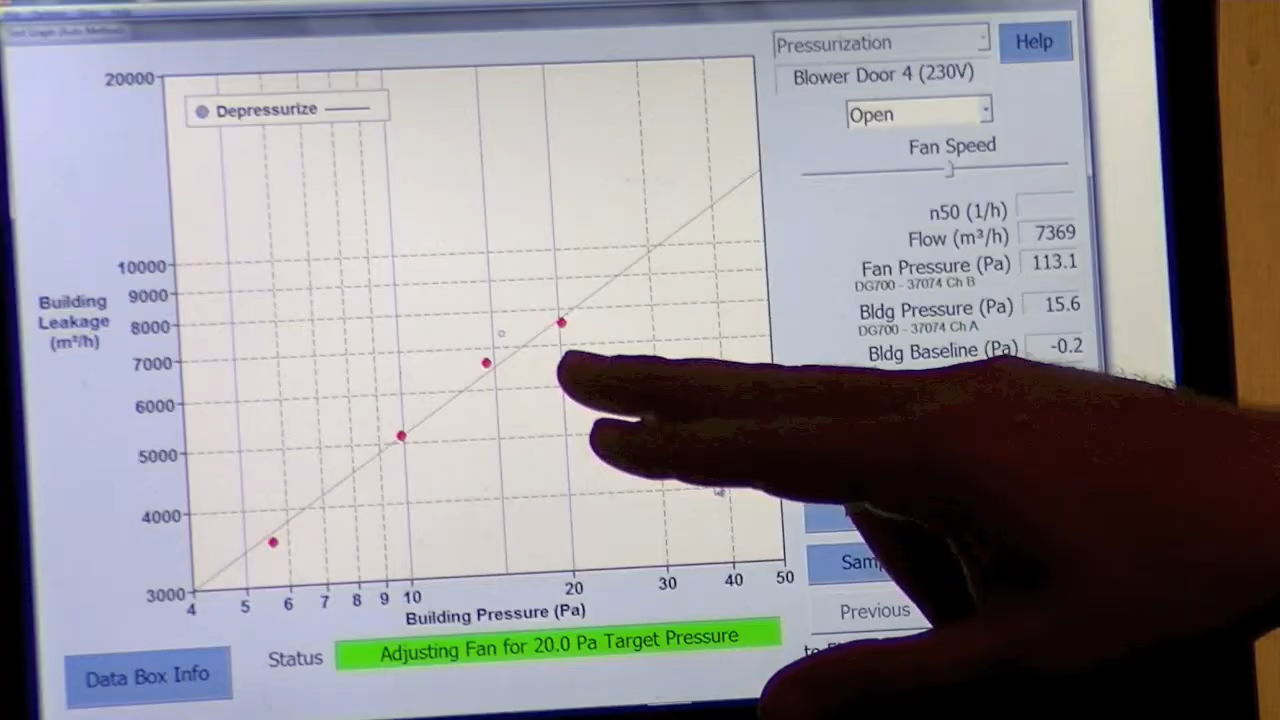 Depressurize
20000
10000
9000
8000
7000
6000
5000
4000
3000
Building
Leakage
(m³/h)
4 5 6 7 8 9 10 20 30 40 50
Building Pressure (Pa)
Status
Adjusting Fan for 20.0 Pa Target Pressure
Data Box Info
Pressurization
Help
Blower Door 4 (230V)
Open
Fan Speed
n50 (1/h)
Flow (m³/h) 7369
Fan Pressure (Pa) 113.1
DG700 - 37074 Ch B
Bldg Pressure (Pa) 15.6
DG700 - 37074 Ch A
Bldg Baseline (Pa) -0.2
Previous